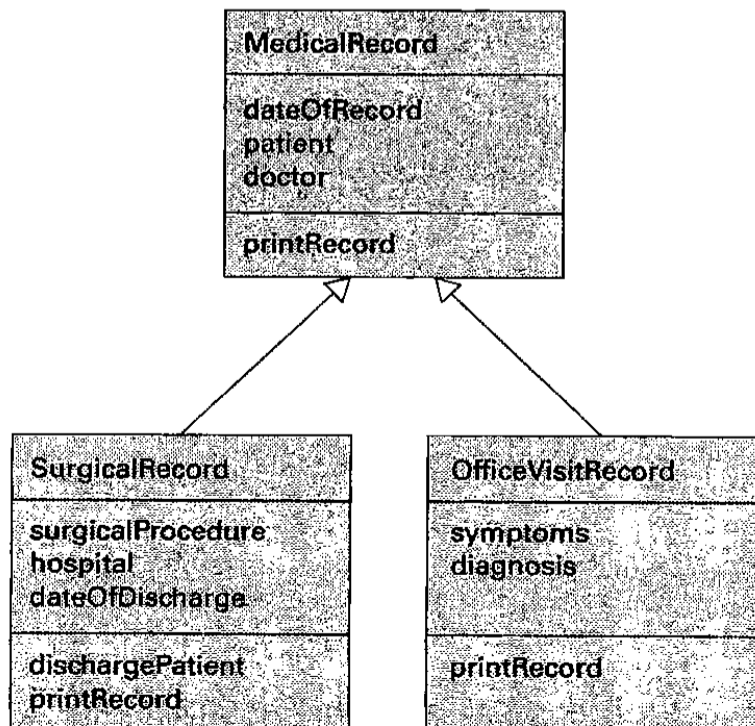 MedicalRecord
dateOfRecord
patient
doctor
printRecord
SurgicalRecord
surgicalProcedure
hospital
dateOfDischarge
dischargePatient
printRecord
OfficeVisitRecord
symptoms
diagnosis
printRecord